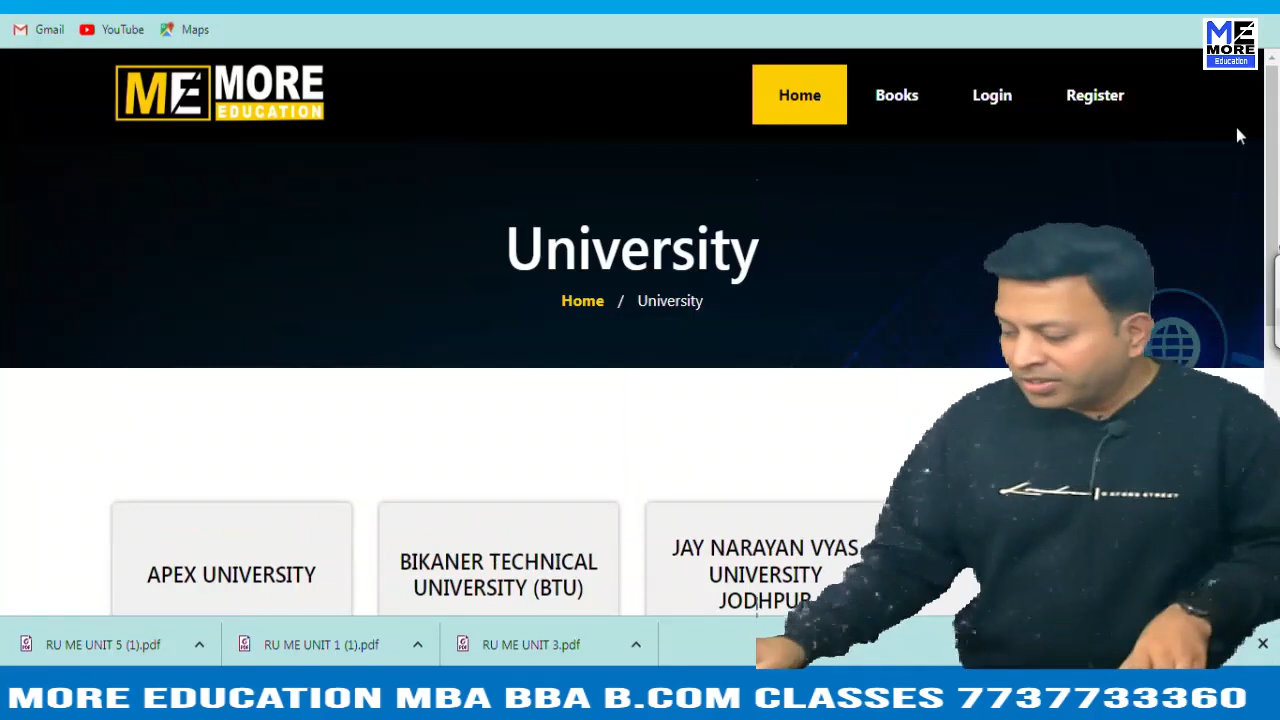 Gmail YouTube Maps
ME
MORE
Education
ME MORE
EDUCATION
Home Books Login Register
University
Home / University
APEX UNIVERSITY
BIKANER TECHNICAL
UNIVERSITY (BTU)
JAY NARAYAN VYAS
UNIVERSITY
JODHPUR
RU ME UNIT 5 (1).pdf RU ME UNIT 1 (1).pdf RU ME UNIT 3.pdf
MORE EDUCATION MBA BBA B.COM CLASSES 7737733360